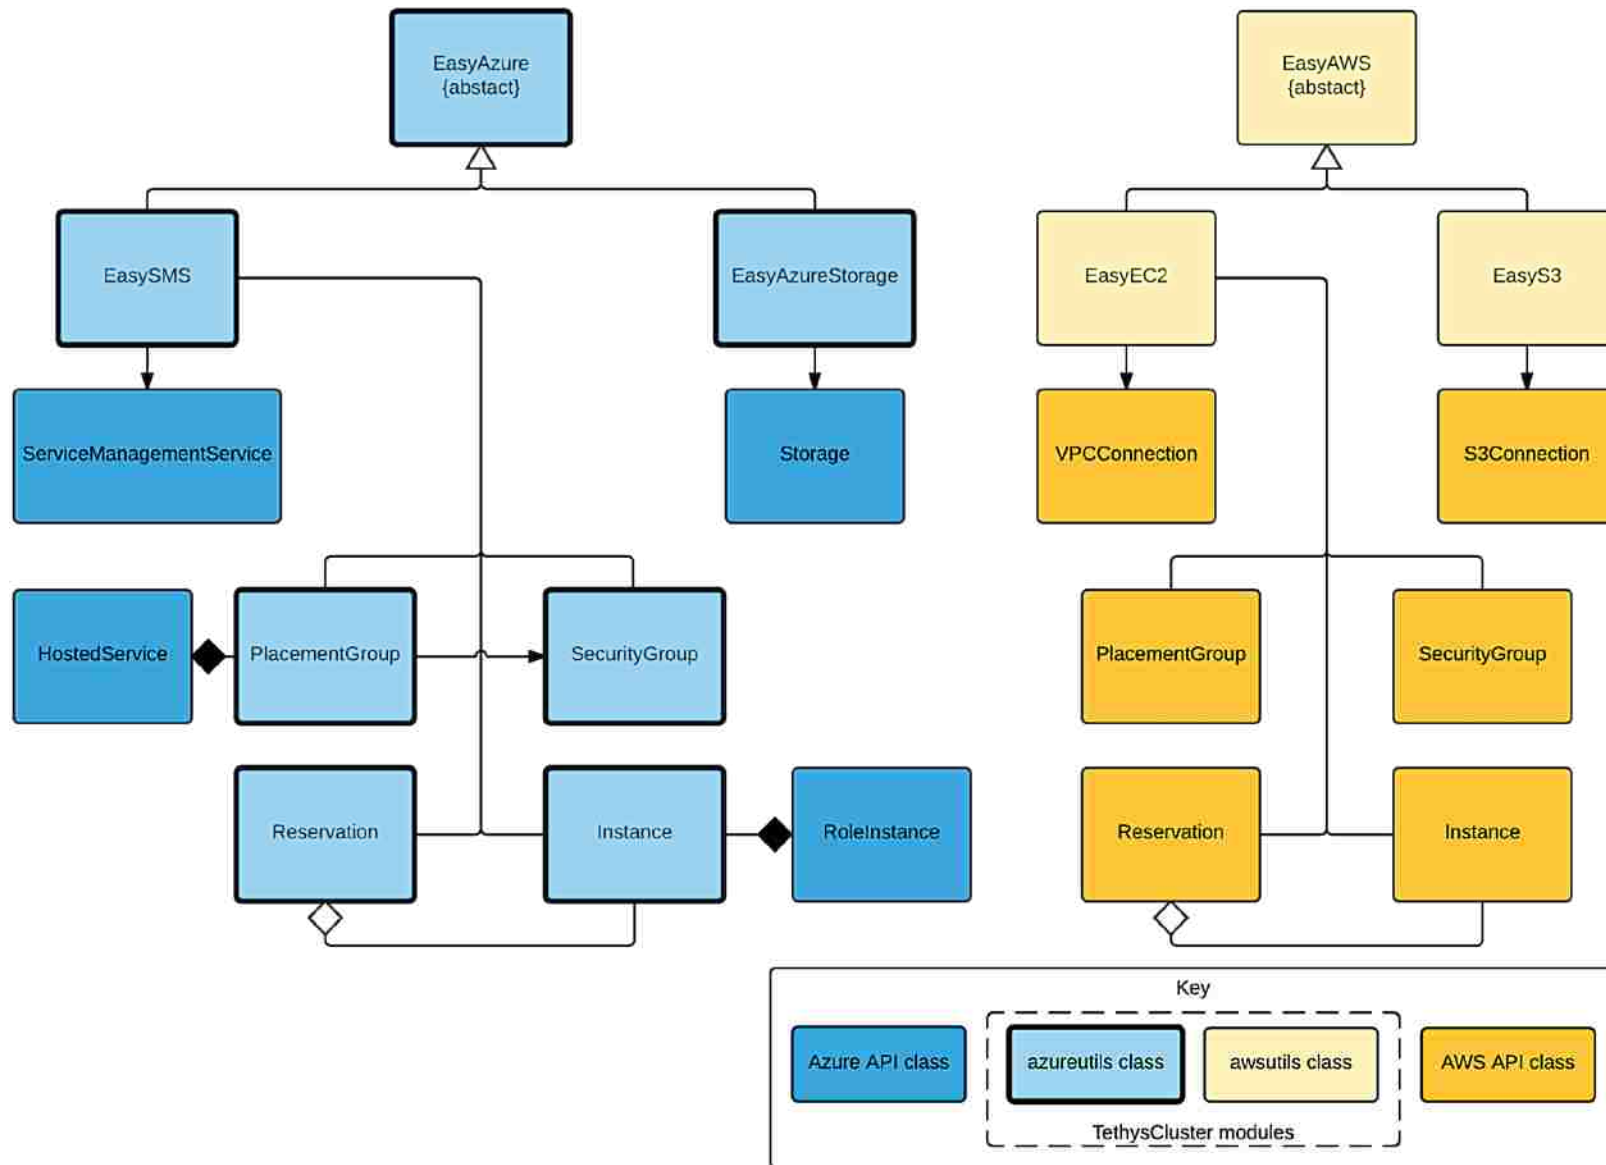 EasyAzure
{abstact}
EasyAWS
{abstact}
EasySMS
EasyAzureStorage
EasyEC2
EasyS3
ServiceManagementService
Storage
VPCConnection
S3Connection
HostedService
PlacementGroup
SecurityGroup
PlacementGroup
SecurityGroup
Reservation
Instance
RoleInstance
Reservation
Instance
Key
Azure API class
azureutils class
awsutils class
AWS API class
TethysCluster modules